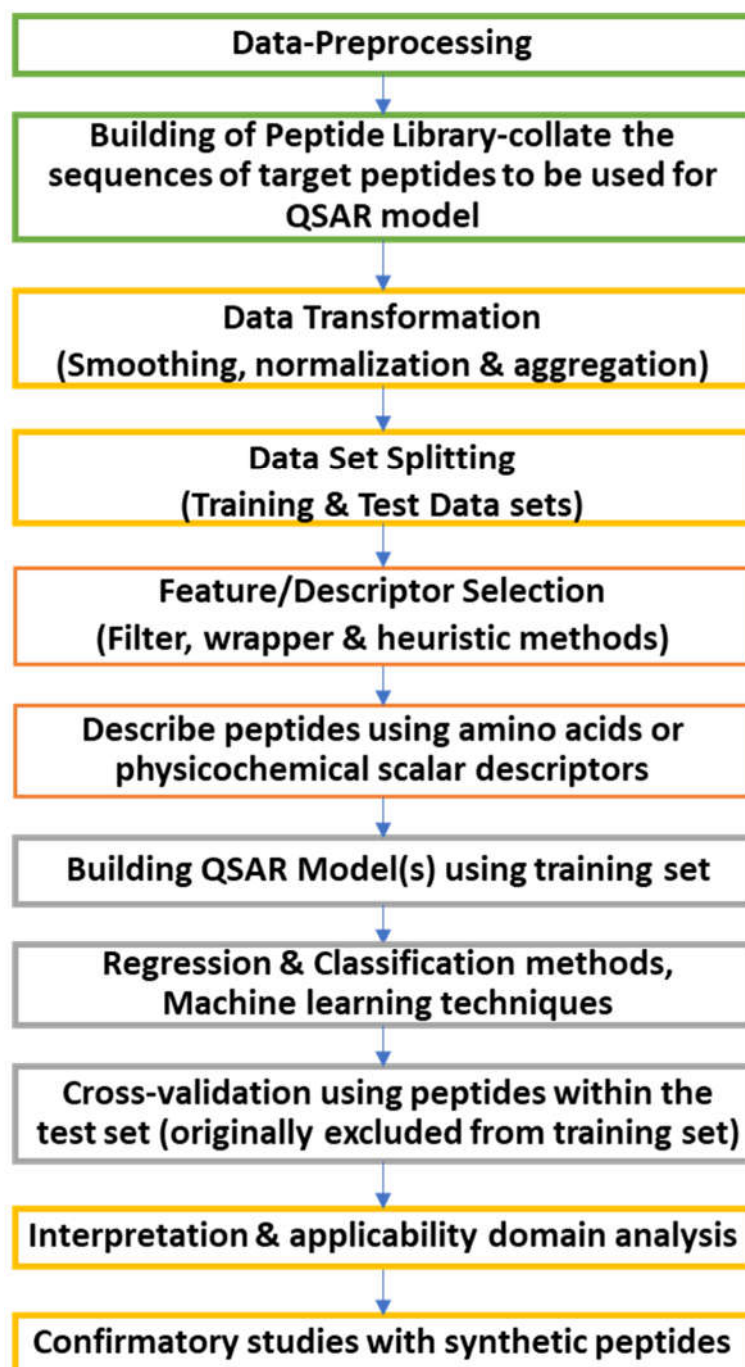 Data-Preprocessing
Building of Peptide Library-collate the
sequences of target peptides to be used for
QSAR model
Data Transformation
(Smoothing, normalization & aggregation)
Data Set Splitting
(Training & Test Data sets)
Feature/Descriptor Selection
(Filter, wrapper & heuristic methods)
Describe peptides using amino acids or
physicochemical scalar descriptors
Building QSAR Model(s) using training set
Regression & Classification methods,
Machine learning techniques
Cross-validation using peptides within the
test set (originally excluded from training set)
Interpretation & applicability domain analysis
Confirmatory studies with synthetic peptides